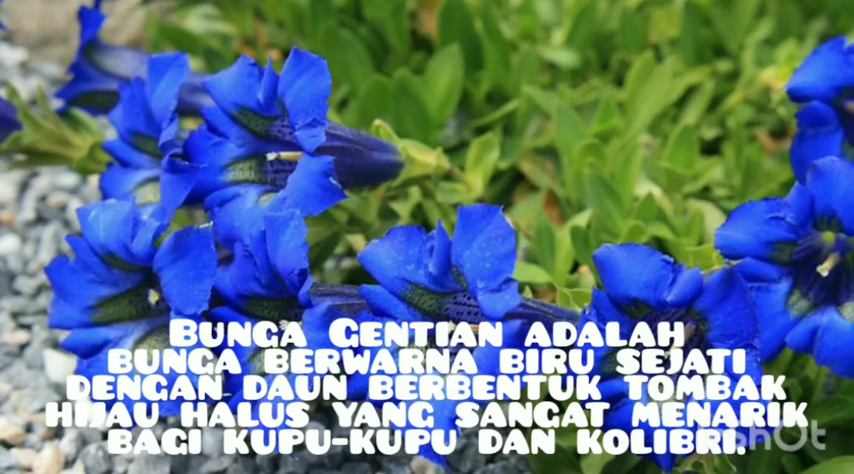 Bunga Gentian adalah
bunga berwarna biru sejati
dengan daun berbentuk tombak
hijau halus yang sangat menarik
bagi kupu-kupu dan kolibri.